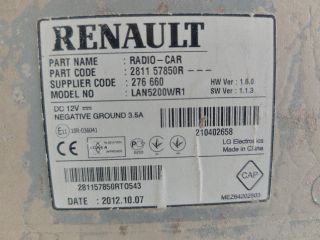 RENAULT
PART NAME : RADIO-CAR
PART CODE : 2811 57850R ---
SUPPLIER CODE : 276 660 HW Ver : 1.6.0
MODEL NO : LAN5200WR1 SW Ver : 1.1.3
DC 12V
NEGATIVE GROUND 3.5A
210402658
LG Electronics
Made in China
CAP
281157850RT0543
MEZ64202803
DATE : 2012.10.07